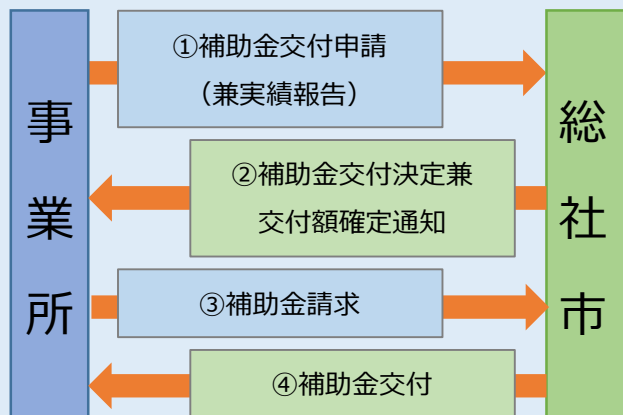 事業所
①補助金交付申請
（兼実績報告）
②補助金交付決定兼
交付額確定通知
③補助金請求
④補助金交付
総社市